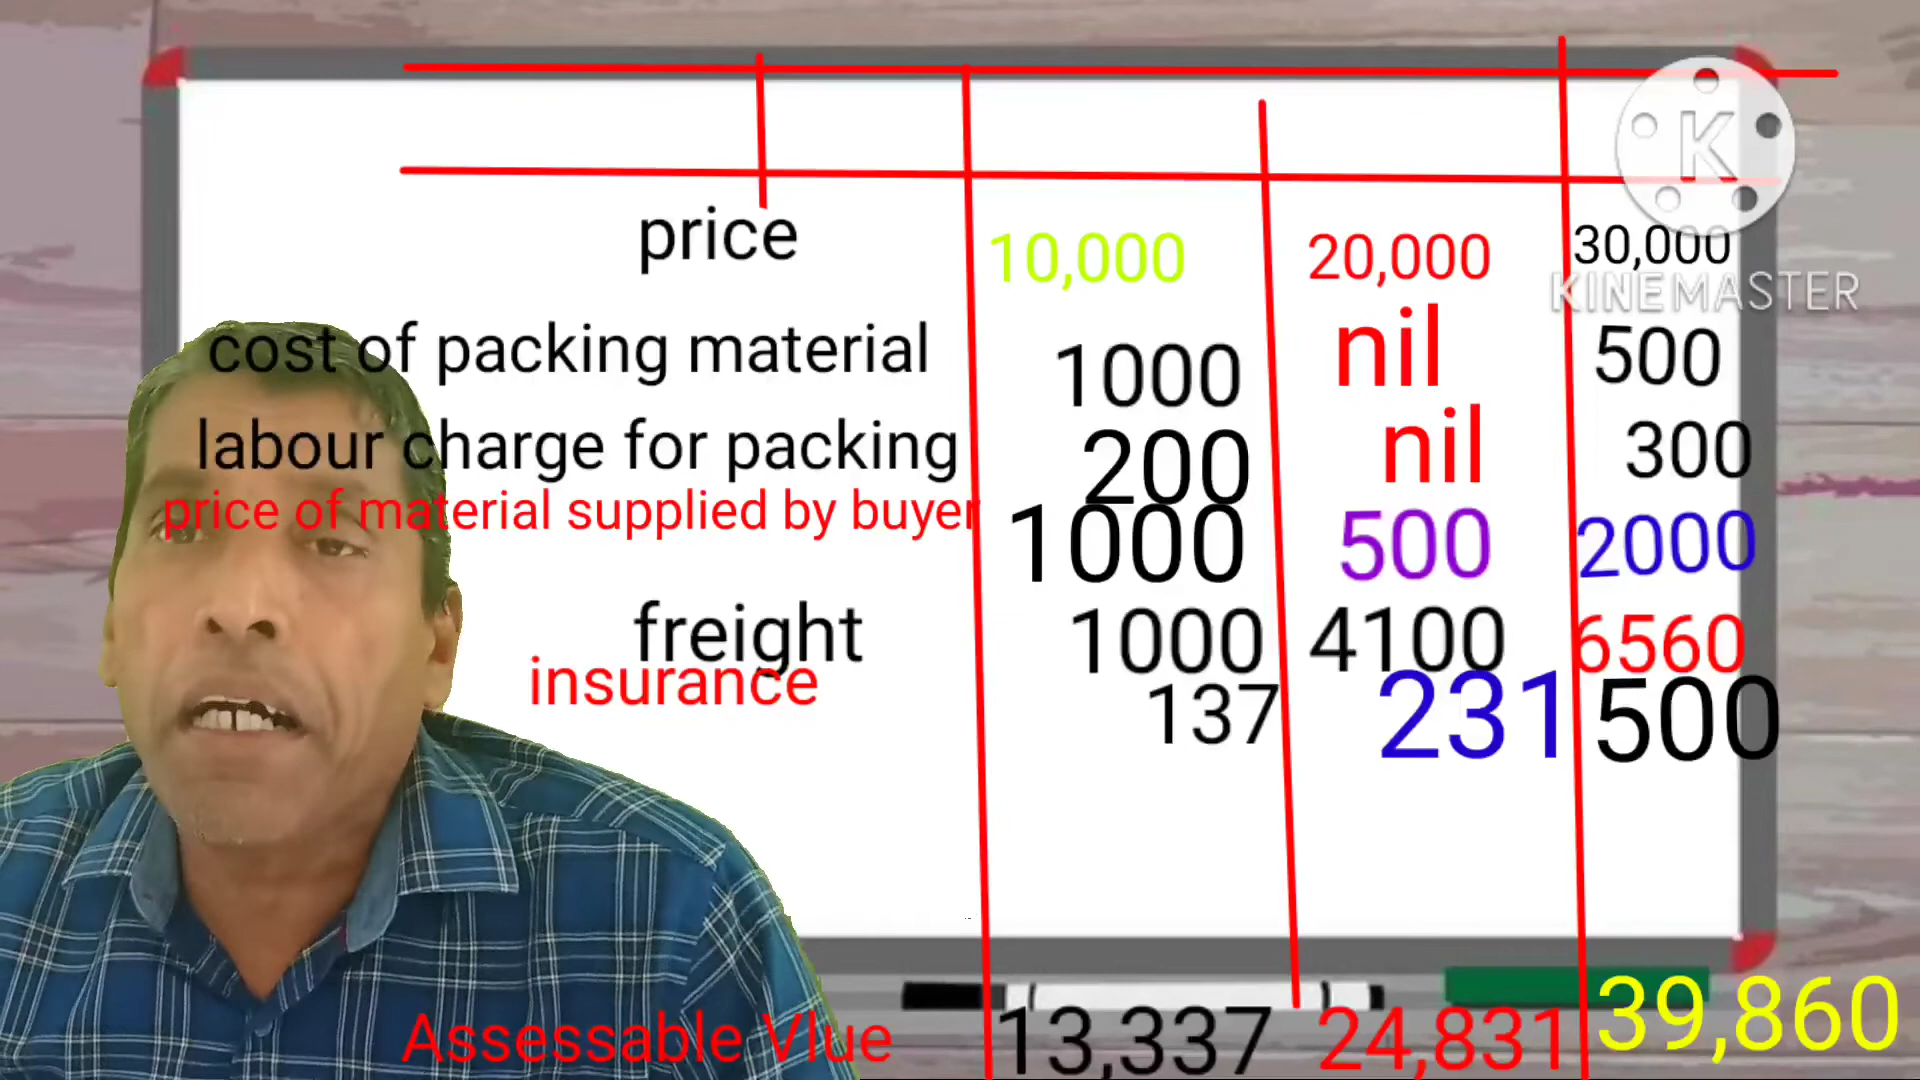 price 10,000 20,000 30,000
KINEMASTER
cost of packing material 1000 nil 500
labour charge for packing 200 nil 300
price of material supplied by buyer 1000 500 2000
freight 1000 4100 6560
insurance 137 231 500
Assessable Vlue 13,337 24,831 39,860
K